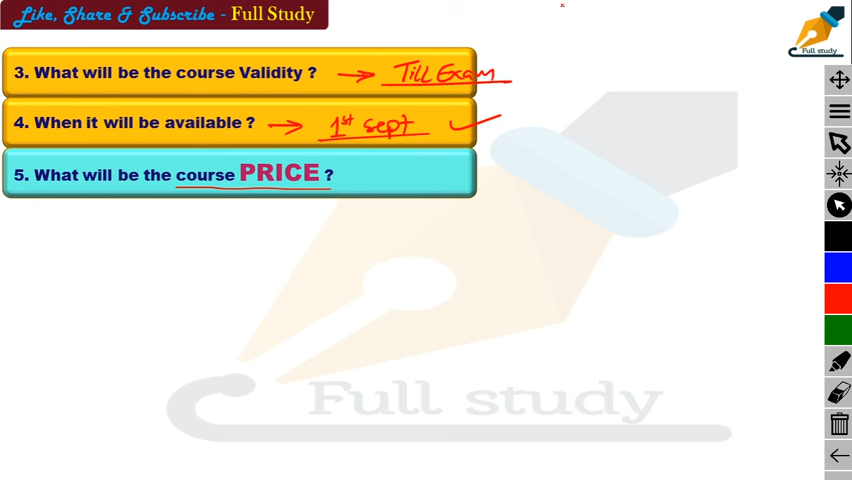 Like, Share & Subscribe - Full Study
Full study
3. What will be the course Validity ? → Till Exam
4. When it will be available ? → 1st sept ✓
5. What will be the course PRICE ?
Full study